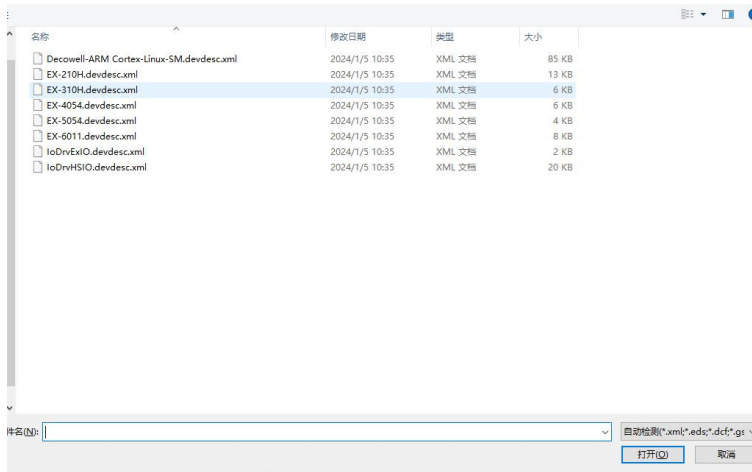 名称 修改日期 类型 大小
Decowell-ARM Cortex-Linux-SM.devdesc.xml 2024/1/5 10:35 XML 文档 85 KB
EX-210H.devdesc.xml 2024/1/5 10:35 XML 文档 13 KB
EX-310H.devdesc.xml 2024/1/5 10:35 XML 文档 6 KB
EX-4054.devdesc.xml 2024/1/5 10:35 XML 文档 6 KB
EX-5054.devdesc.xml 2024/1/5 10:35 XML 文档 4 KB
EX-6011.devdesc.xml 2024/1/5 10:35 XML 文档 8 KB
IoDrvExIO.devdesc.xml 2024/1/5 10:35 XML 文档 2 KB
IoDrvHSIO.devdesc.xml 2024/1/5 10:35 XML 文档 20 KB
件名(N): 自动检测(*.xml;*.eds;*.dcf;*.gs
打开(O) 取消